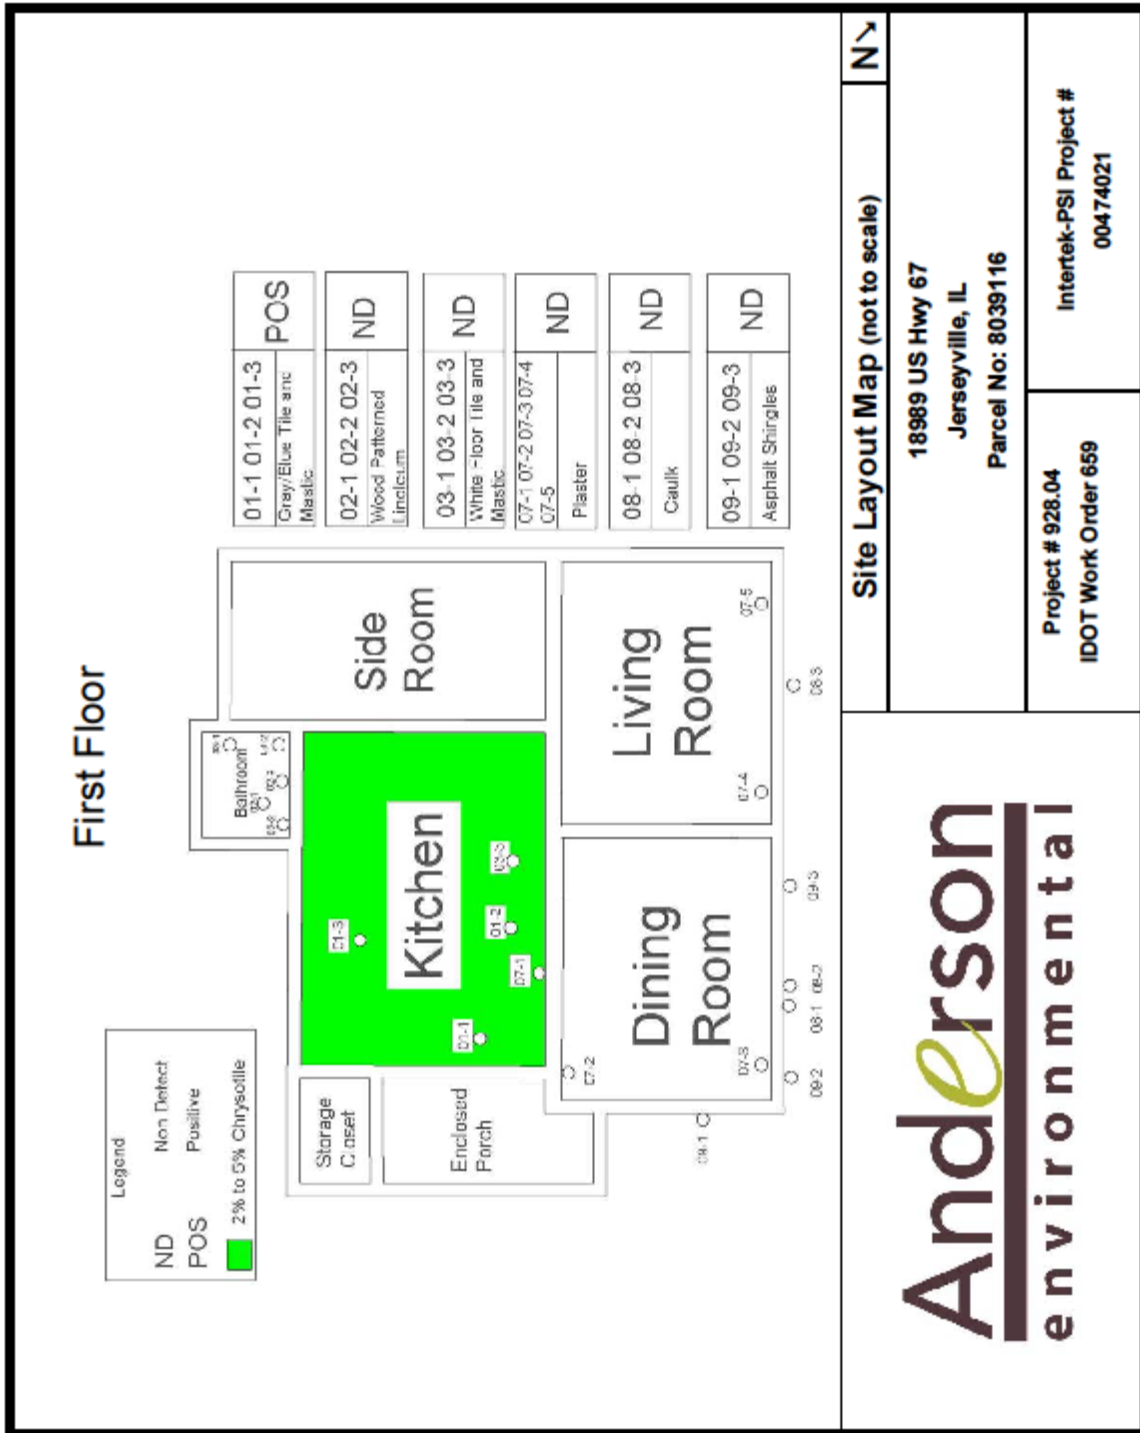 First Floor
Legend
ND Non Detect
POS Positive
2% to 5% Chrysotile
Storage
Closet
Enclosed
Porch
Kitchen
01-3
01-1
07-1
01-2
03-3
Bathroom
02-1
Side
Room
Dining
Room
07-2
07-3
Living
Room
07-4
07-5
09-1
09-2
08-1
08-2
09-3
08-3
01-1 01-2 01-3
Gray/Blue Tile and
Mastic
POS
02-1 02-2 02-3
Wood Patterned
Linoleum
ND
03-1 03-2 03-3
White Floor Tile and
Mastic
ND
07-1 07-2 07-3 07-4
07-5
Plaster
ND
08-1 08-2 08-3
Caulk
ND
09-1 09-2 09-3
Asphalt Shingles
ND
Anderson
environmental
Site Layout Map (not to scale)
N
18989 US Hwy 67
Jerseyville, IL
Parcel No: 8039116
Project # 928.04
IDOT Work Order 659
Intertek-PSI Project #
00474021